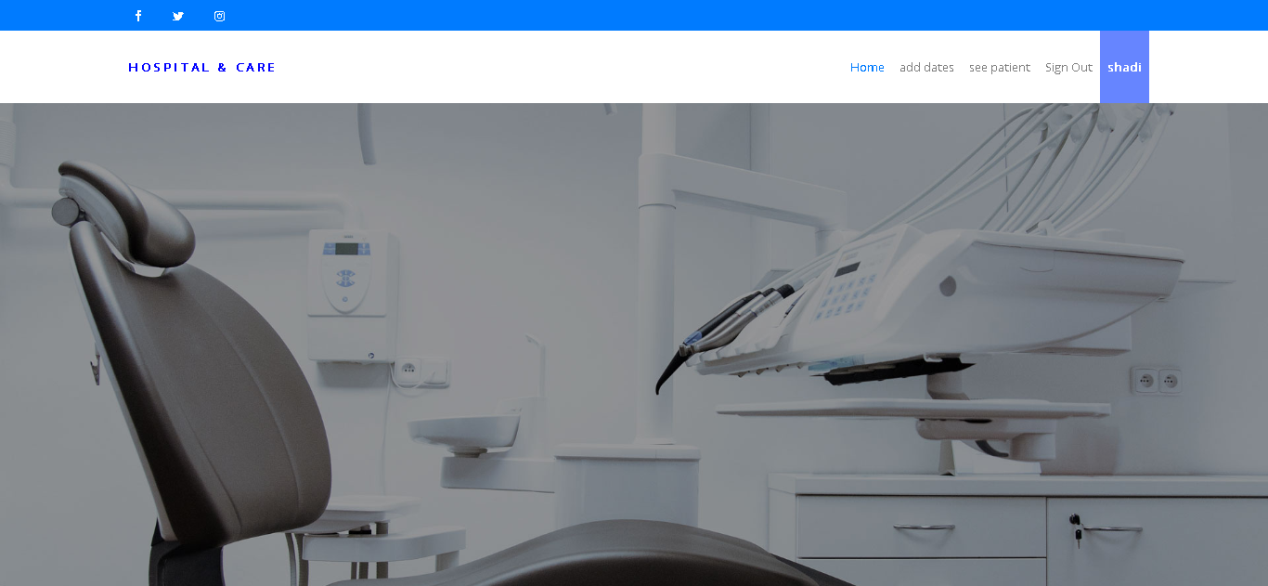 HOSPITAL & CARE
Home add dates see patient Sign Out shadi